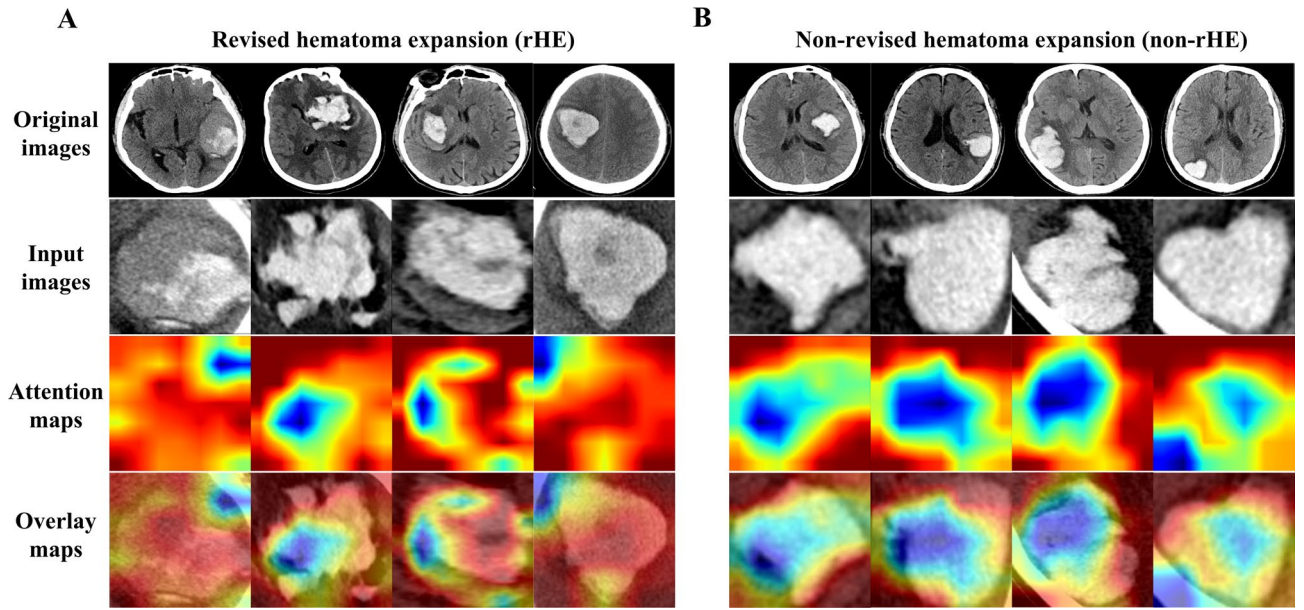 A
B
Revised hematoma expansion (rHE)
Non-revised hematoma expansion (non-rHE)
Original
images
Input
images
Attention
maps
Overlay
maps